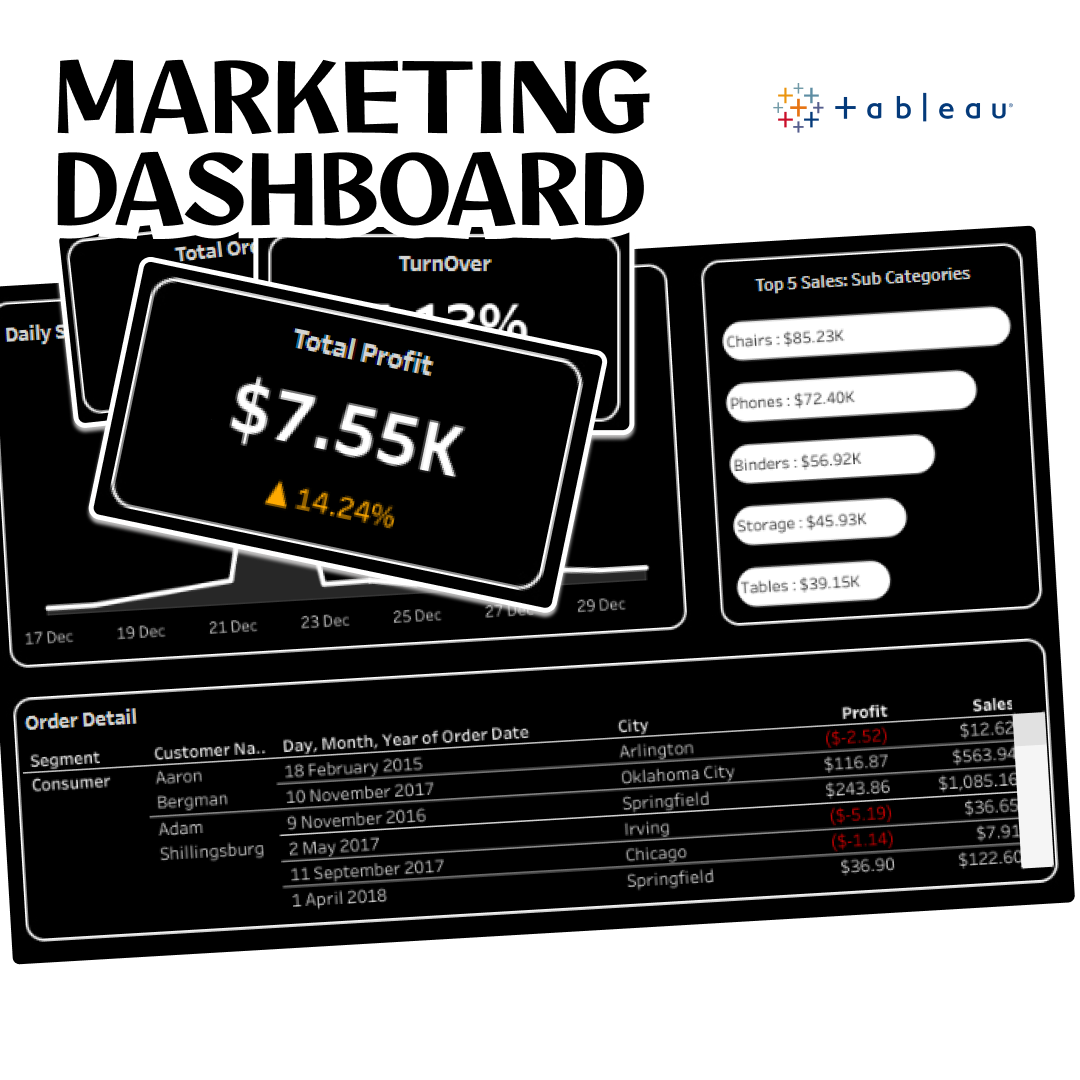 MARKETING
DASHBOARD
+ableau
Total
TurnOver
Daily
Total Profit
$7.55K
▲ 14.24%
17 Dec 19 Dec 21 Dec 23 Dec 25 Dec 27 Dec 29 Dec
Top 5 Sales: Sub Categories
Chairs : $85.23K
Phones : $72.40K
Binders : $56.92K
Storage : $45.93K
Tables : $39.15K
Order Detail
Segment Customer Na.. Day, Month, Year of Order Date City Profit Sales
Consumer Aaron 18 February 2015 Arlington ($-2.52) $12.62
Bergman 10 November 2017 Oklahoma City $116.87 $563.94
9 November 2016 Springfield $243.86 $1,085.16
Adam 2 May 2017 Irving ($-5.19) $36.65
Shillingsburg 11 September 2017 Chicago ($-1.14) $7.91
1 April 2018 Springfield $36.90 $122.60